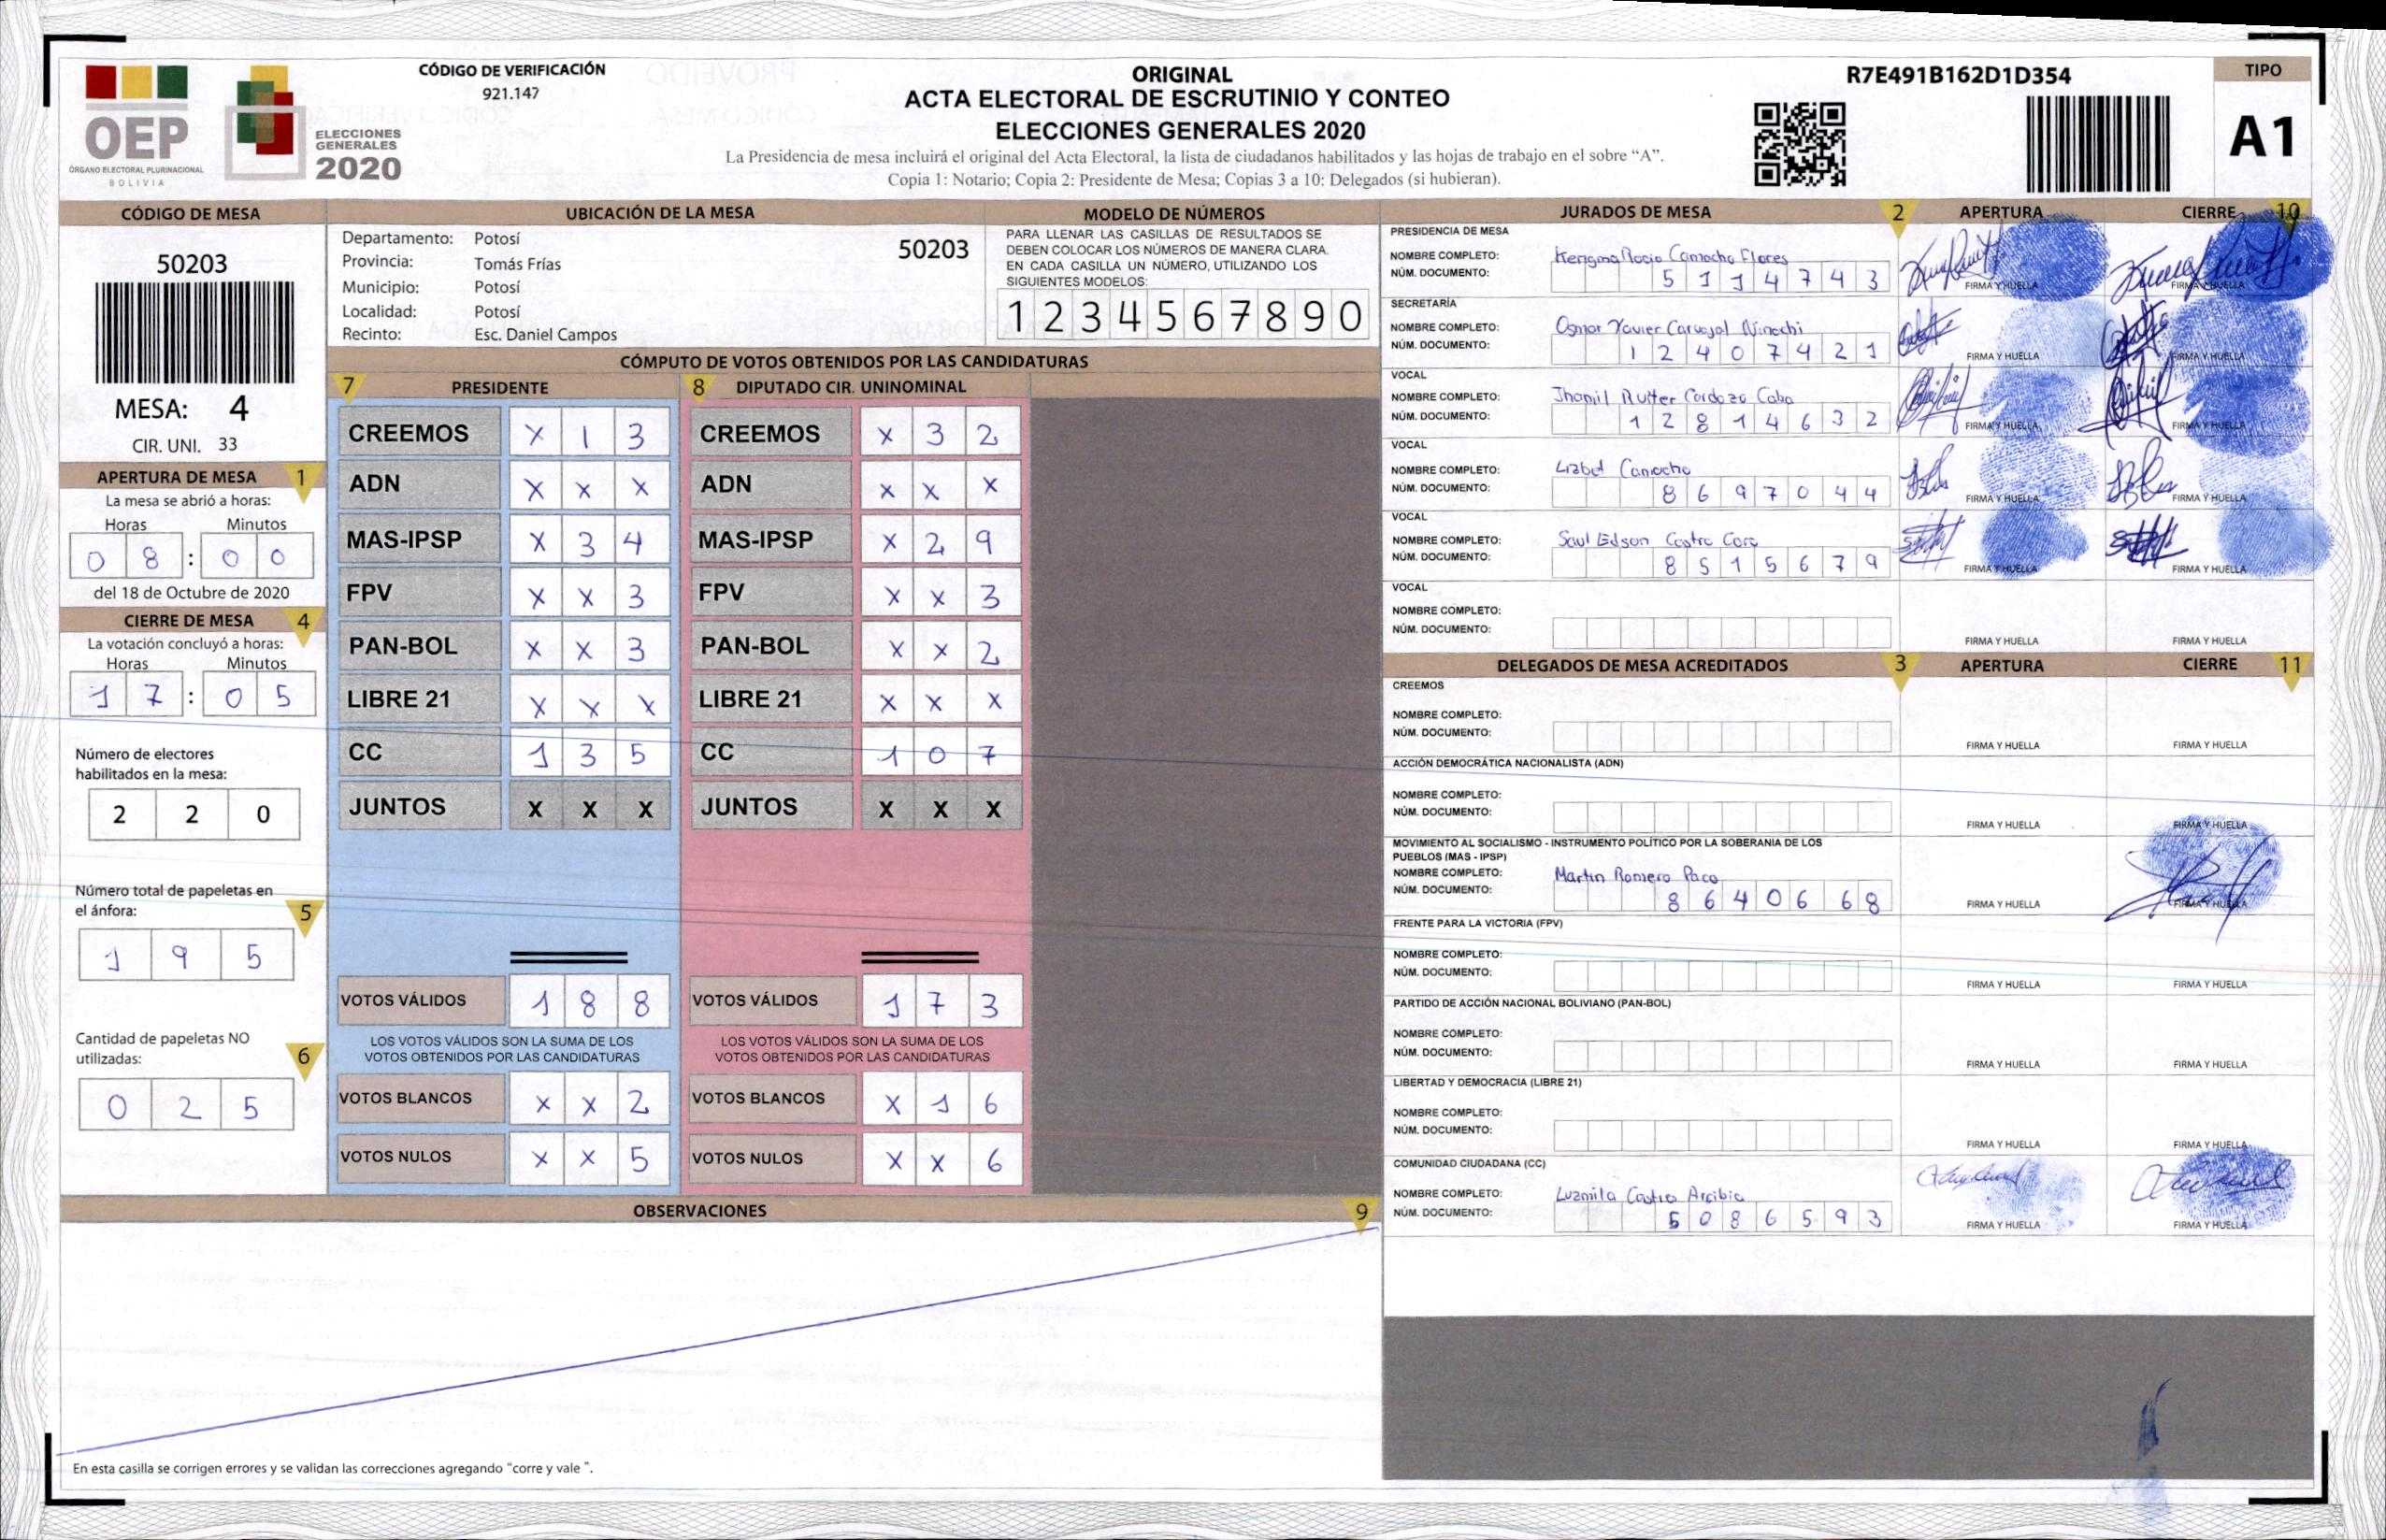 OEP
ÓRGANO ELECTORAL PLURINACIONAL
BOLIVIA
ELECCIONES
GENERALES
2020
CÓDIGO DE VERIFICACIÓN
921.147
ORIGINAL
ACTA ELECTORAL DE ESCRUTINIO Y CONTEO
ELECCIONES GENERALES 2020
La Presidencia de mesa incluirá el original del Acta Electoral, la lista de ciudadanos habilitados y las hojas de trabajo en el sobre “A”.
Copia 1: Notario; Copia 2: Presidente de Mesa; Copias 3 a 10: Delegados (si hubieran).
R7E491B162D1D354
TIPO
A1
CÓDIGO DE MESA
50203
MESA: 4
CIR. UNI. 33
APERTURA DE MESA 1
La mesa se abrió a horas:
Horas Minutos
0 8 : 0 0
del 18 de Octubre de 2020
CIERRE DE MESA 4
La votación concluyó a horas:
Horas Minutos
1 7 : 0 5
Número de electores
habilitados en la mesa:
2 2 0
Número total de papeletas en
el ánfora: 5
1 9 5
Cantidad de papeletas NO
utilizadas: 6
0 2 5
UBICACIÓN DE LA MESA
Departamento: Potosí
50203
Provincia: Tomás Frías
Municipio: Potosí
Localidad: Potosí
Recinto: Esc. Daniel Campos
MODELO DE NÚMEROS
PARA LLENAR LAS CASILLAS DE RESULTADOS SE
DEBEN COLOCAR LOS NÚMEROS DE MANERA CLARA.
EN CADA CASILLA UN NÚMERO, UTILIZANDO LOS
SIGUIENTES MODELOS:
1 2 3 4 5 6 7 8 9 0
CÓMPUTO DE VOTOS OBTENIDOS POR LAS CANDIDATURAS
7 PRESIDENTE 8 DIPUTADO CIR. UNINOMINAL
CREEMOS X 1 3 CREEMOS X 3 2
ADN X X X ADN X X X
MAS-IPSP X 3 4 MAS-IPSP X 2 9
FPV X X 3 FPV X X 3
PAN-BOL X X 3 PAN-BOL X X 2
LIBRE 21 X X X LIBRE 21 X X X
CC 1 3 5 CC 1 0 7
JUNTOS X X X JUNTOS X X X
VOTOS VÁLIDOS 1 8 8 VOTOS VÁLIDOS 1 7 3
LOS VOTOS VÁLIDOS SON LA SUMA DE LOS LOS VOTOS VÁLIDOS SON LA SUMA DE LOS
VOTOS OBTENIDOS POR LAS CANDIDATURAS VOTOS OBTENIDOS POR LAS CANDIDATURAS
VOTOS BLANCOS X X 2 VOTOS BLANCOS X 1 6
VOTOS NULOS X X 5 VOTOS NULOS X X 6
OBSERVACIONES 9
En esta casilla se corrigen errores y se validan las correcciones agregando “corre y vale ”.
JURADOS DE MESA 2 APERTURA CIERRE 10
PRESIDENCIA DE MESA
NOMBRE COMPLETO: Rocio Camacho Flores
NÚM. DOCUMENTO: 5 1 1 4 7 4 3 FIRMA Y HUELLA FIRMA Y HUELLA
SECRETARÍA
NOMBRE COMPLETO: Osmar Xavier Carvajal Ninachi
NÚM. DOCUMENTO: 1 2 4 0 7 4 2 1 FIRMA Y HUELLA FIRMA Y HUELLA
VOCAL
NOMBRE COMPLETO: Jhamil Rutter Cardozo Caba
NÚM. DOCUMENTO: 1 2 8 1 4 6 3 2 FIRMA Y HUELLA FIRMA Y HUELLA
VOCAL
NOMBRE COMPLETO: Lizbel Camacho
NÚM. DOCUMENTO: 8 6 9 7 0 4 4 FIRMA Y HUELLA FIRMA Y HUELLA
VOCAL
NOMBRE COMPLETO: Saul Edson Castro Coro
NÚM. DOCUMENTO: 8 5 1 5 6 7 9 FIRMA Y HUELLA FIRMA Y HUELLA
VOCAL
NOMBRE COMPLETO:
NÚM. DOCUMENTO: FIRMA Y HUELLA FIRMA Y HUELLA
DELEGADOS DE MESA ACREDITADOS 3 APERTURA CIERRE 11
CREEMOS
NOMBRE COMPLETO:
NÚM. DOCUMENTO: FIRMA Y HUELLA FIRMA Y HUELLA
ACCIÓN DEMOCRÁTICA NACIONALISTA (ADN)
NOMBRE COMPLETO:
NÚM. DOCUMENTO: FIRMA Y HUELLA FIRMA Y HUELLA
MOVIMIENTO AL SOCIALISMO - INSTRUMENTO POLÍTICO POR LA SOBERANIA DE LOS
PUEBLOS (MAS - IPSP)
NOMBRE COMPLETO: Martin Romero Paco
NÚM. DOCUMENTO: 8 6 4 0 6 6 8 FIRMA Y HUELLA FIRMA Y HUELLA
FRENTE PARA LA VICTORIA (FPV)
NOMBRE COMPLETO:
NÚM. DOCUMENTO: FIRMA Y HUELLA FIRMA Y HUELLA
PARTIDO DE ACCIÓN NACIONAL BOLIVIANO (PAN-BOL)
NOMBRE COMPLETO:
NÚM. DOCUMENTO: FIRMA Y HUELLA FIRMA Y HUELLA
LIBERTAD Y DEMOCRACIA (LIBRE 21)
NOMBRE COMPLETO:
NÚM. DOCUMENTO: FIRMA Y HUELLA FIRMA Y HUELLA
COMUNIDAD CIUDADANA (CC)
NOMBRE COMPLETO: Luzmila Castro Arcibia
NÚM. DOCUMENTO: 5 0 8 6 5 9 3 FIRMA Y HUELLA FIRMA Y HUELLA